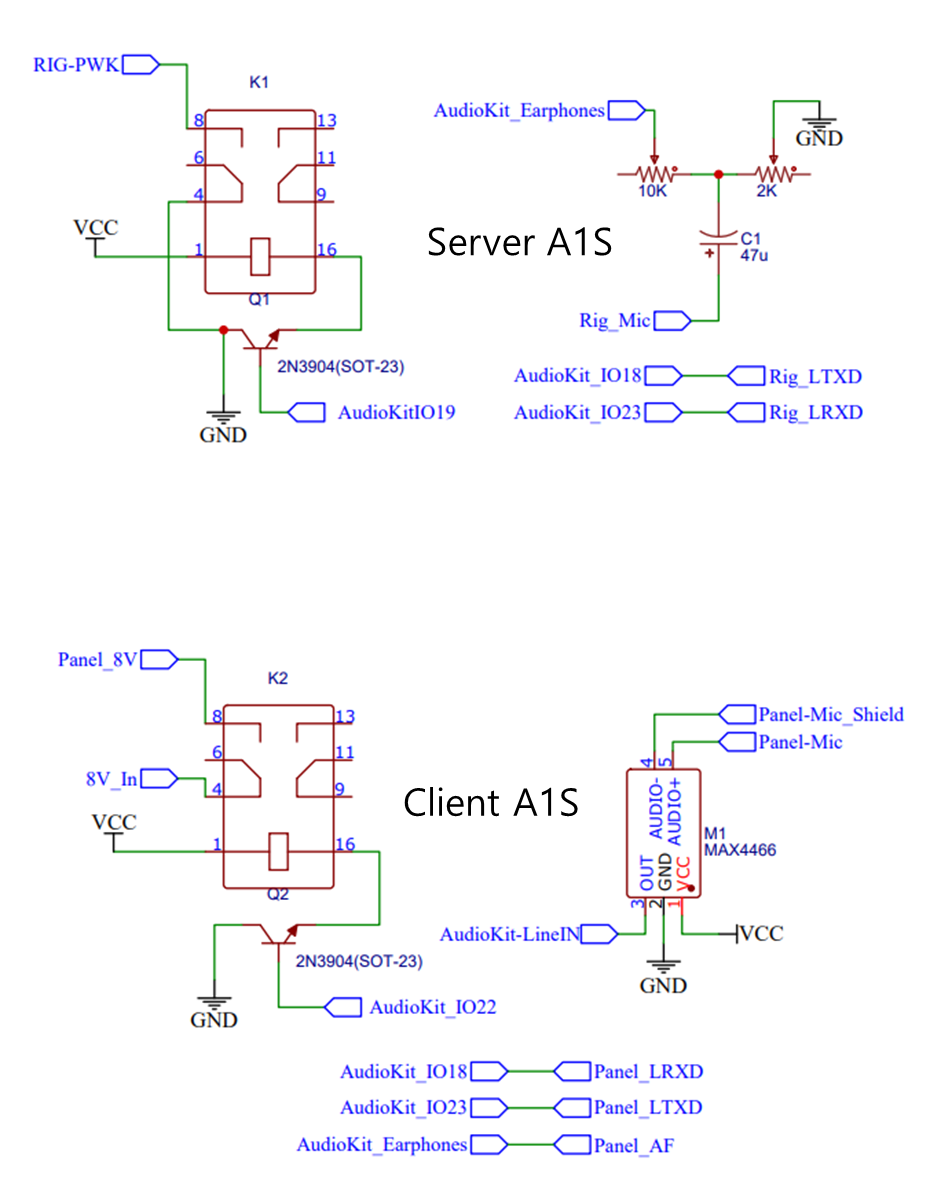 RIG-PWK
K1
8
13
6
11
4
9
VCC
1
16
Q1
2N3904(SOT-23)
AudioKitIO19
GND
AudioKit_Earphones
GND
10K
2K
C1
47u
Rig_Mic
Server A1S
AudioKit_IO18
Rig_LTXD
AudioKit_IO23
Rig_LRXD
Panel_8V
K2
8
13
6
11
8V_In
4
9
VCC
1
16
Q2
2N3904(SOT-23)
AudioKit_IO22
GND
Client A1S
Panel-Mic_Shield
Panel-Mic
4
5
AUDIO-
AUDIO+
M1
MAX4466
OUT
GND
VCC
3
2
1
AudioKit-LineIN
VCC
GND
AudioKit_IO18
Panel_LRXD
AudioKit_IO23
Panel_LTXD
AudioKit_Earphones
Panel_AF